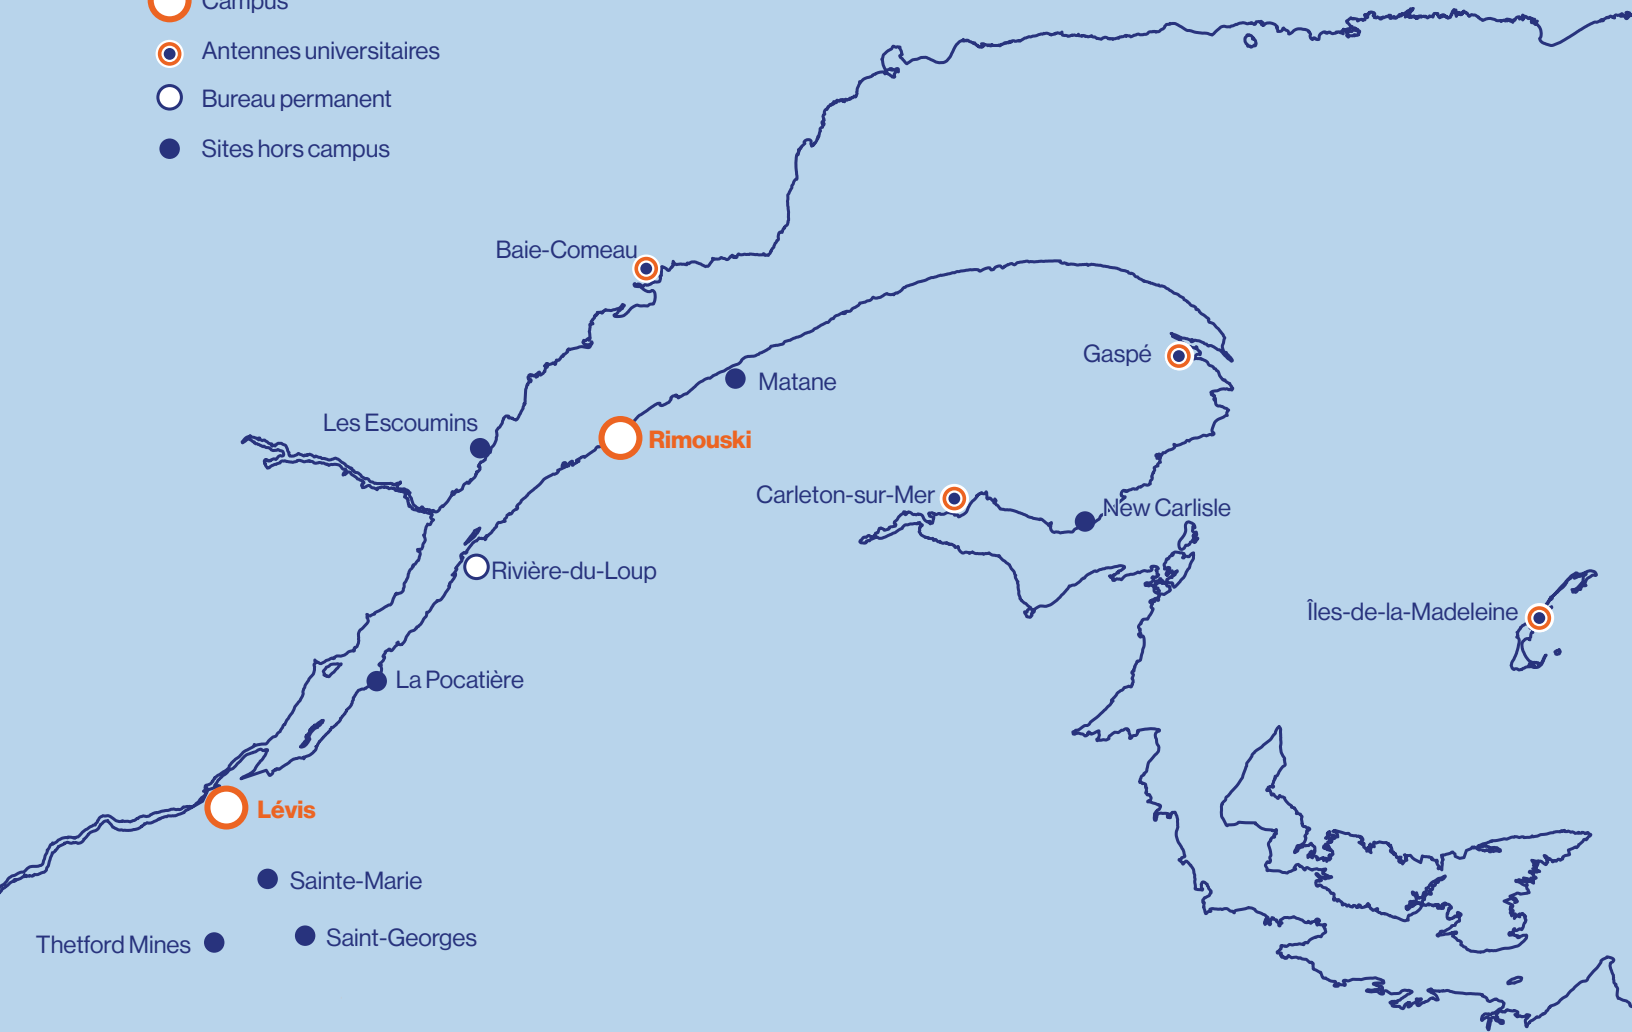 Campus
Antennes universitaires
Bureau permanent
Sites hors campus
Baie-Comeau
Gaspé
Matane
Les Escoumins
Rimouski
Carleton-sur-Mer
New Carlisle
Rivière-du-Loup
Îles-de-la-Madeleine
La Pocatière
Lévis
Sainte-Marie
Saint-Georges
Thetford Mines